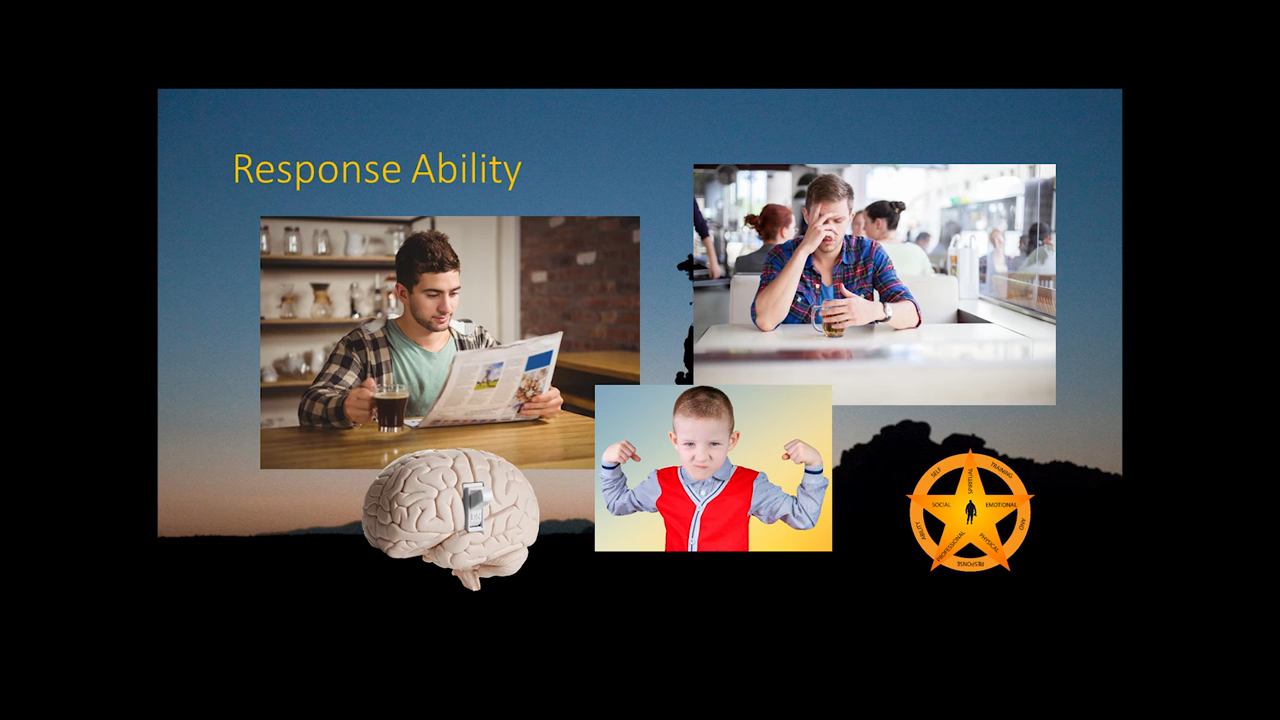 Response Ability
SELF
TRAINING
AND
RESPONSE
ABILITY
SPIRITUAL
EMOTIONAL
PHYSICAL
PROFESSIONAL
SOCIAL